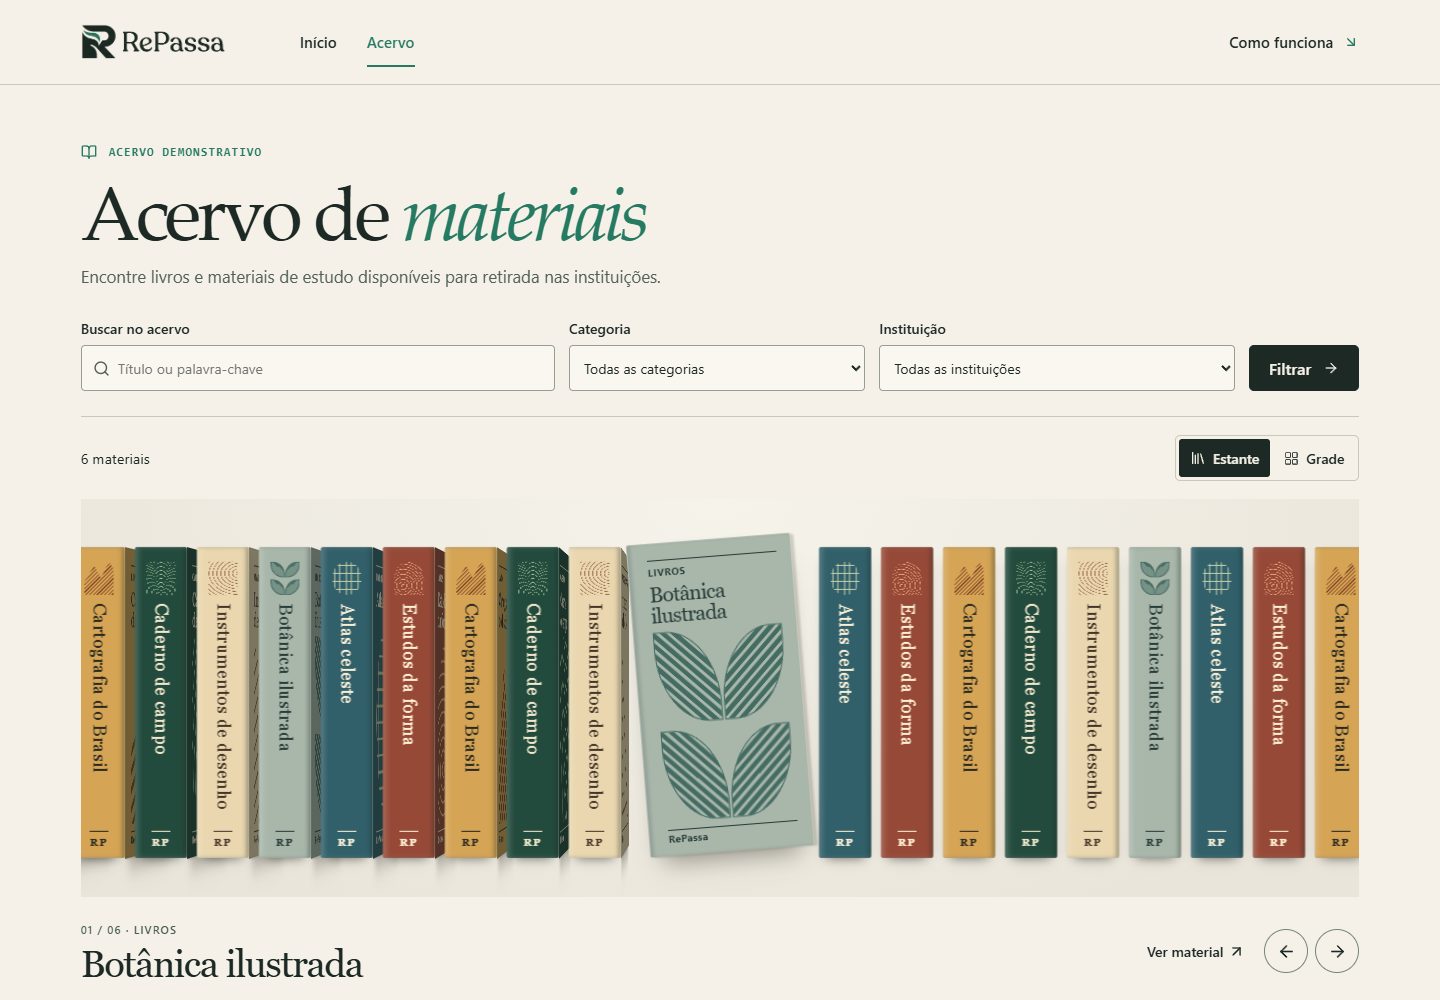 RePassa
Início
Acervo
Como funciona
ACERVO DEMONSTRATIVO
Acervo de materiais
Encontre livros e materiais de estudo disponíveis para retirada nas instituições.
Buscar no acervo
Categoria
Instituição
Título ou palavra-chave
Todas as categorias
Todas as instituições
Filtrar
6 materiais
Estante
Grade
Cartografia do Brasil
RP
Caderno de campo
RP
Instrumentos de desenho
RP
Botânica ilustrada
RP
Atlas celeste
RP
Estudos da forma
RP
Cartografia do Brasil
RP
Caderno de campo
RP
Instrumentos de desenho
RP
LIVROS
Botânica
ilustrada
RePassa
Atlas celeste
RP
Estudos da forma
RP
Cartografia do Brasil
RP
Caderno de campo
RP
Instrumentos de desenho
RP
Botânica ilustrada
RP
Atlas celeste
RP
Estudos da forma
RP
Cartografia do Brasil
RP
01 / 06 · LIVROS
Botânica ilustrada
Ver material